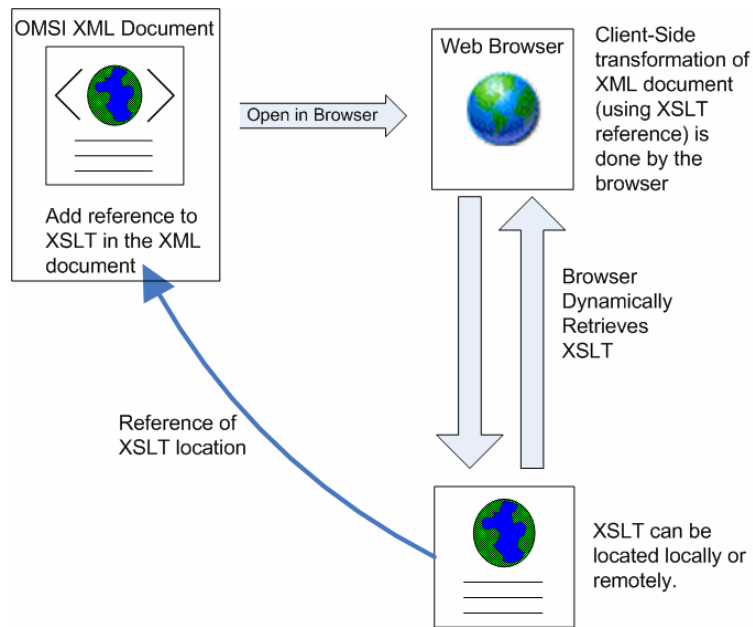 OMSI XML Document
Add reference to
XSLT in the XML
document
Open in Browser
Web Browser
Client-Side
transformation of
XML document
(using XSLT
reference) is
done by the
browser
Browser
Dynamically
Retrieves
XSLT
Reference of
XSLT location
XSLT can be
located locally or
remotely.